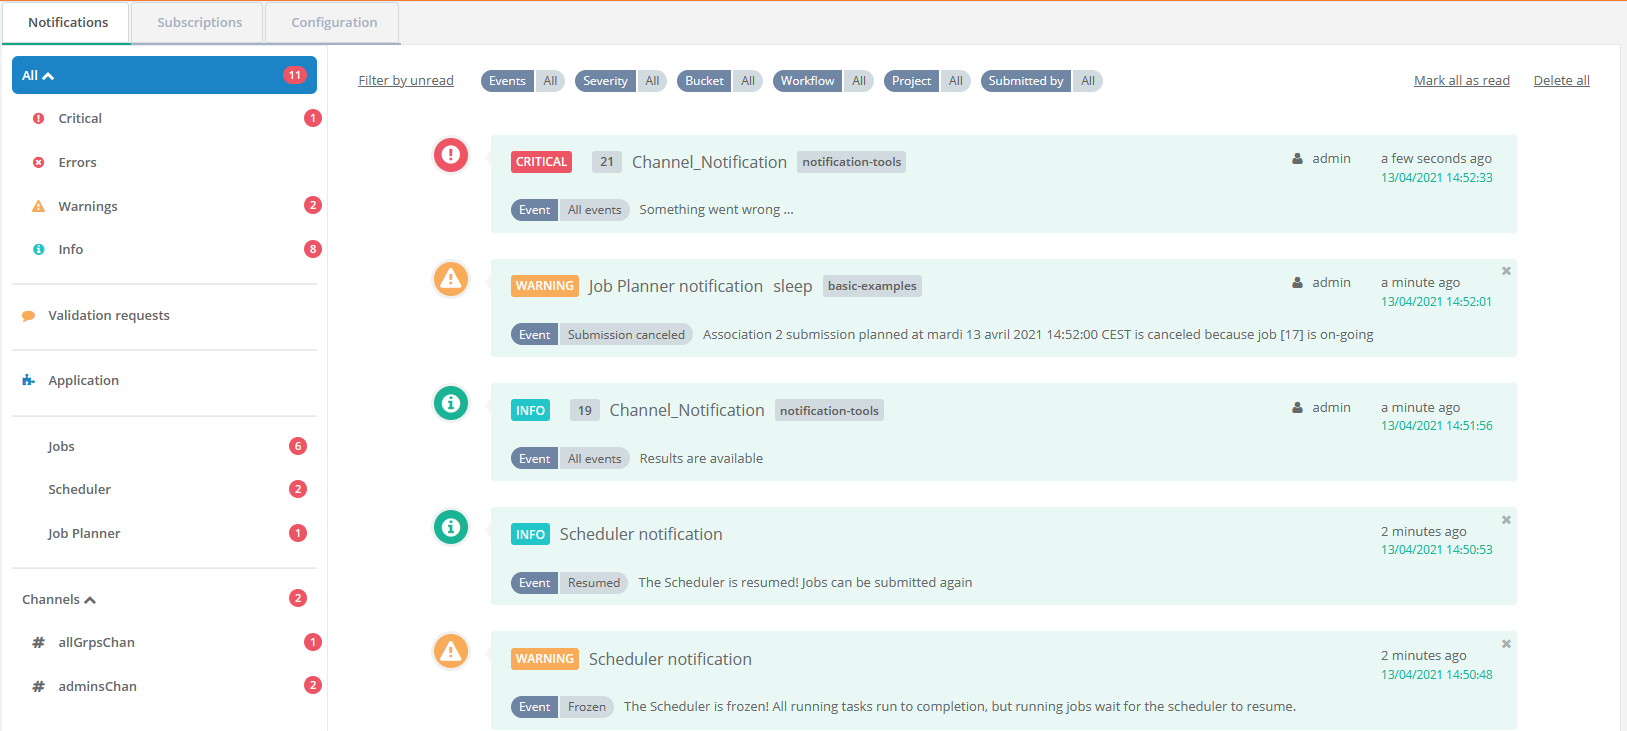 Notifications Subscriptions Configuration
All 11
Critical 1
Errors
Warnings 2
Info 8
Validation requests
Application
Jobs 6
Scheduler 2
Job Planner 1
Channels 2
# allGrpsChan 1
# adminsChan 2
Filter by unread Events All Severity All Bucket All Workflow All Project All Submitted by All Mark all as read Delete all
CRITICAL 21 Channel_Notification notification-tools admin a few seconds ago
13/04/2021 14:52:33
Event All events Something went wrong ...
WARNING Job Planner notification sleep basic-examples admin a minute ago
13/04/2021 14:52:01
Event Submission canceled Association 2 submission planned at mardi 13 avril 2021 14:52:00 CEST is canceled because job [17] is on-going
INFO 19 Channel_Notification notification-tools admin a minute ago
13/04/2021 14:51:56
Event All events Results are available
INFO Scheduler notification 2 minutes ago
13/04/2021 14:50:53
Event Resumed The Scheduler is resumed! Jobs can be submitted again
WARNING Scheduler notification 2 minutes ago
13/04/2021 14:50:48
Event Frozen The Scheduler is frozen! All running tasks run to completion, but running jobs wait for the scheduler to resume.